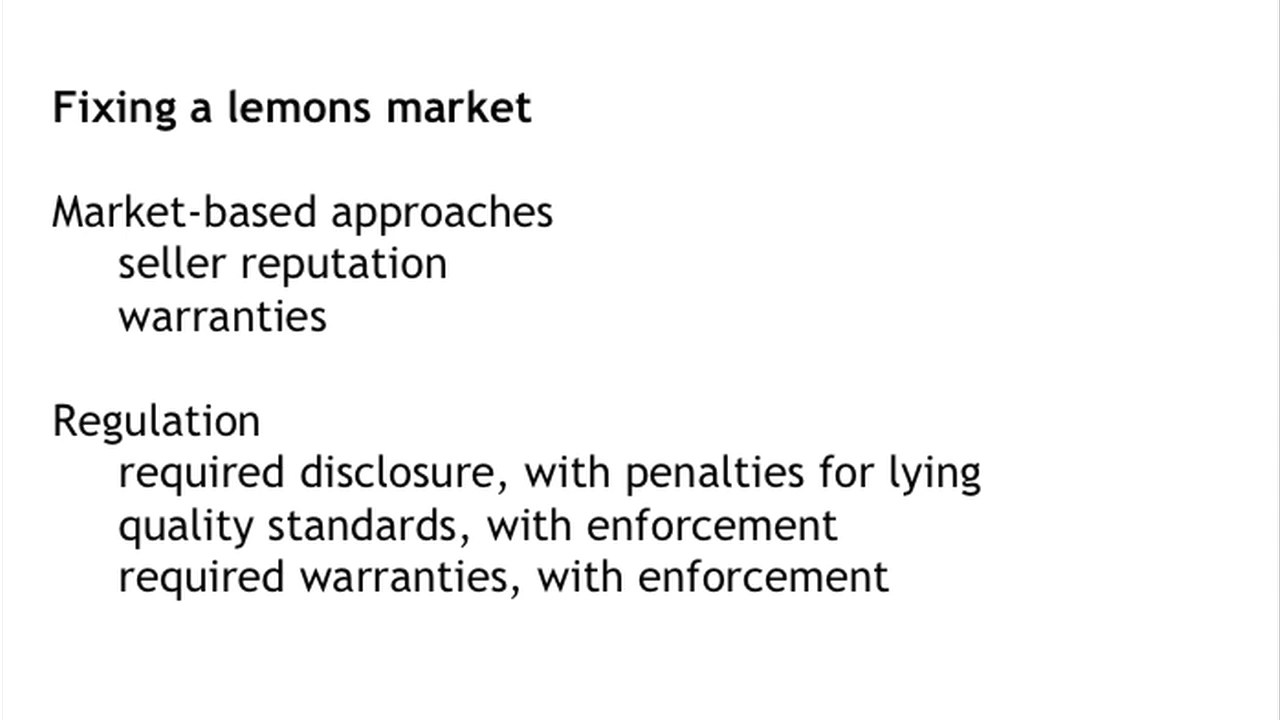 Fixing a lemons market
Market-based approaches
seller reputation
warranties
Regulation
required disclosure, with penalties for lying
quality standards, with enforcement
required warranties, with enforcement